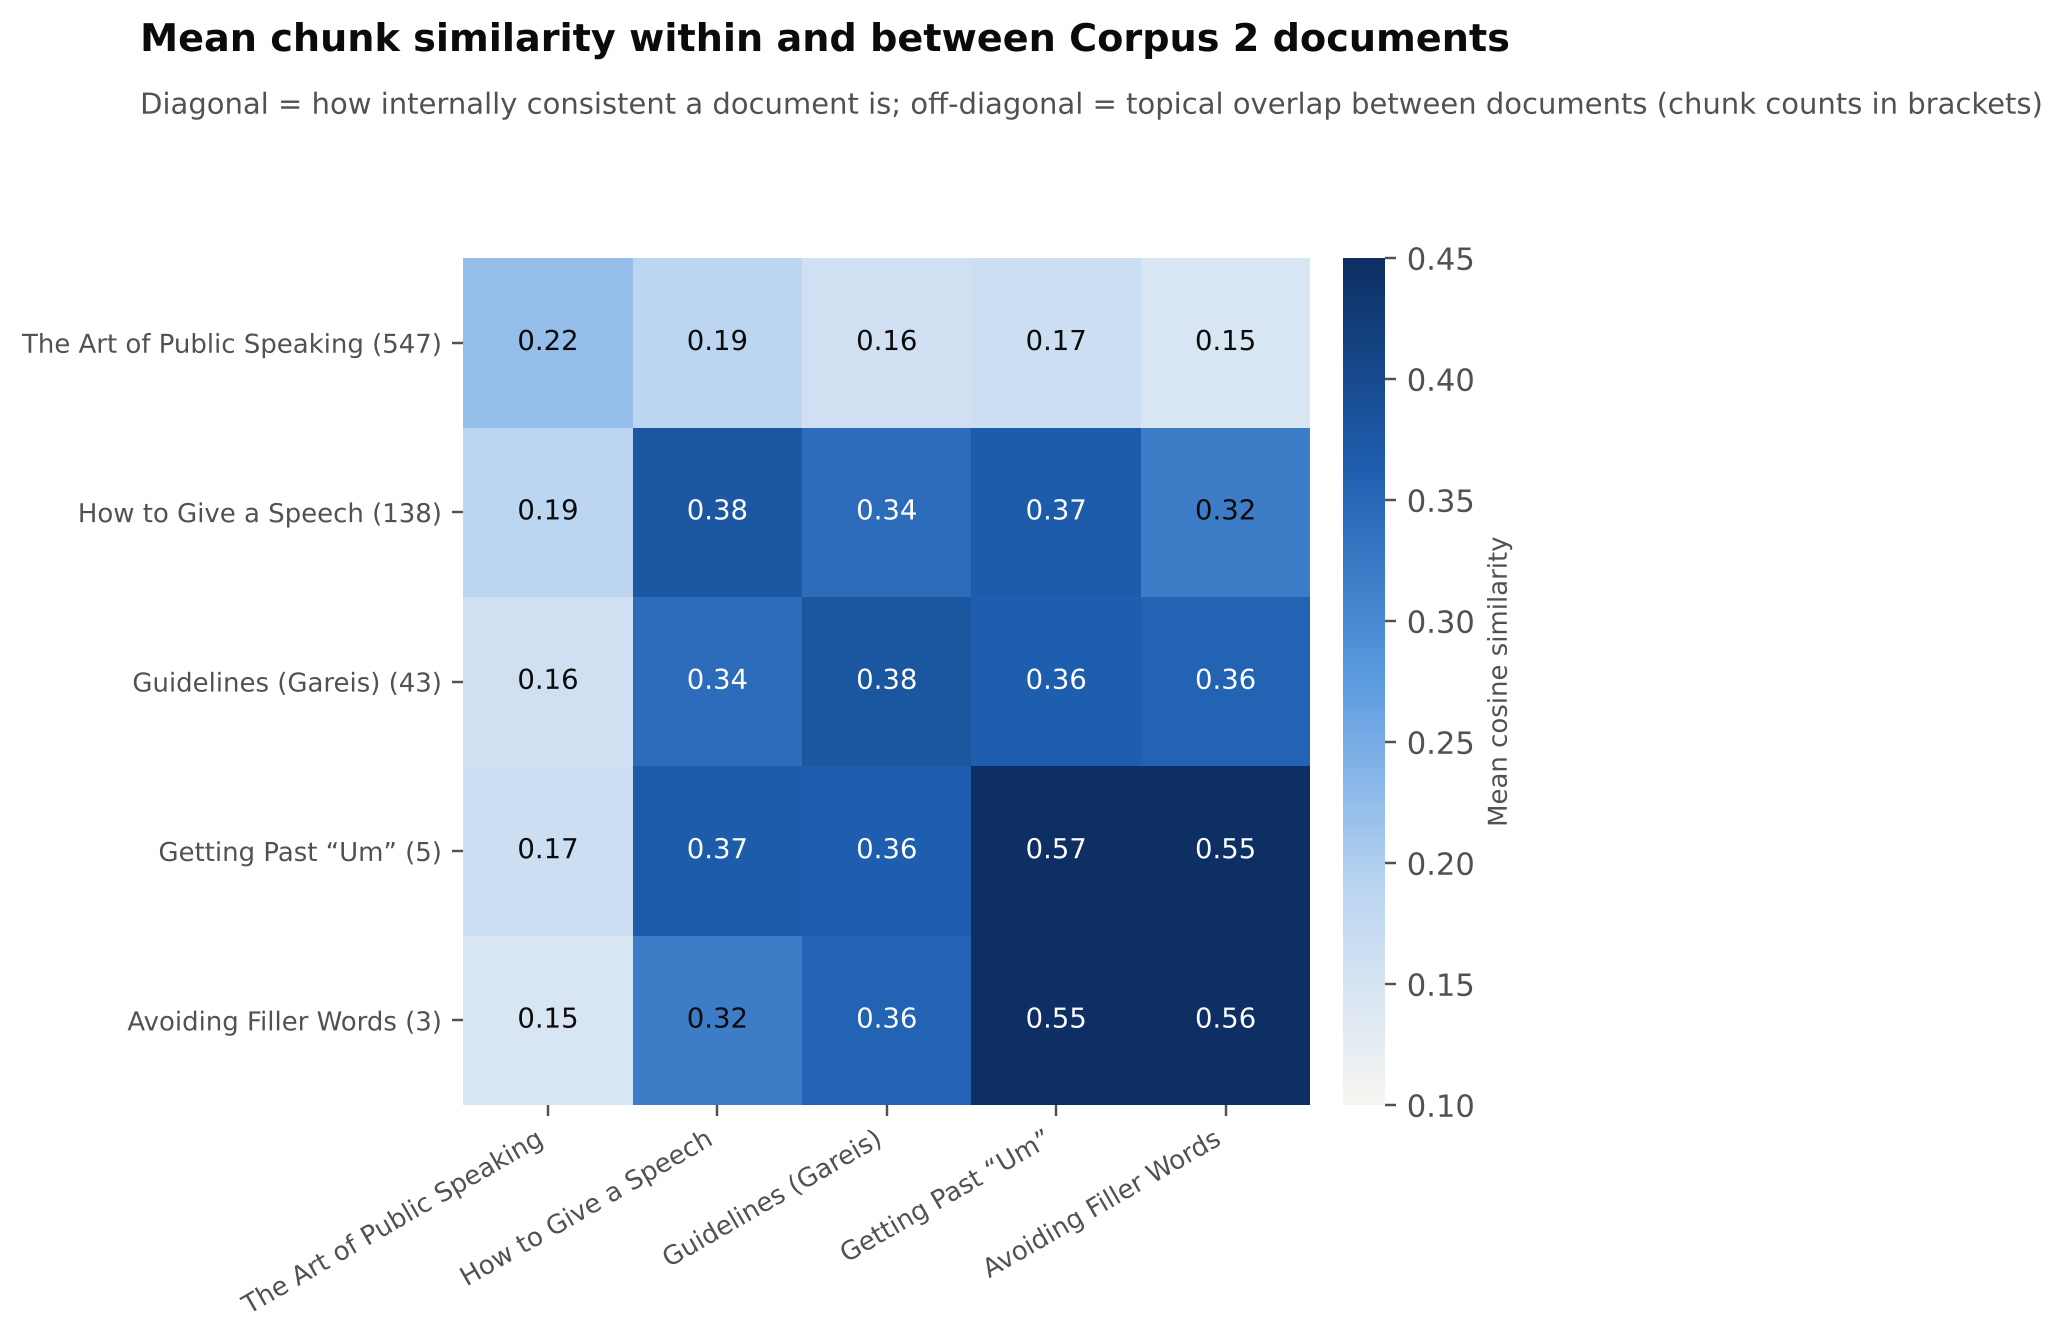 Mean chunk similarity within and between Corpus 2 documents
Diagonal = how internally consistent a document is; off-diagonal = topical overlap between documents (chunk counts in brackets)
The Art of Public Speaking (547)
0.22 0.19 0.16 0.17 0.15
How to Give a Speech (138)
0.19 0.38 0.34 0.37 0.32
Guidelines (Gareis) (43)
0.16 0.34 0.38 0.36 0.36
Getting Past “Um” (5)
0.17 0.37 0.36 0.57 0.55
Avoiding Filler Words (3)
0.15 0.32 0.36 0.55 0.56
The Art of Public Speaking
How to Give a Speech
Guidelines (Gareis)
Getting Past “Um”
Avoiding Filler Words
0.45
0.40
0.35
0.30
0.25
0.20
0.15
0.10
Mean cosine similarity